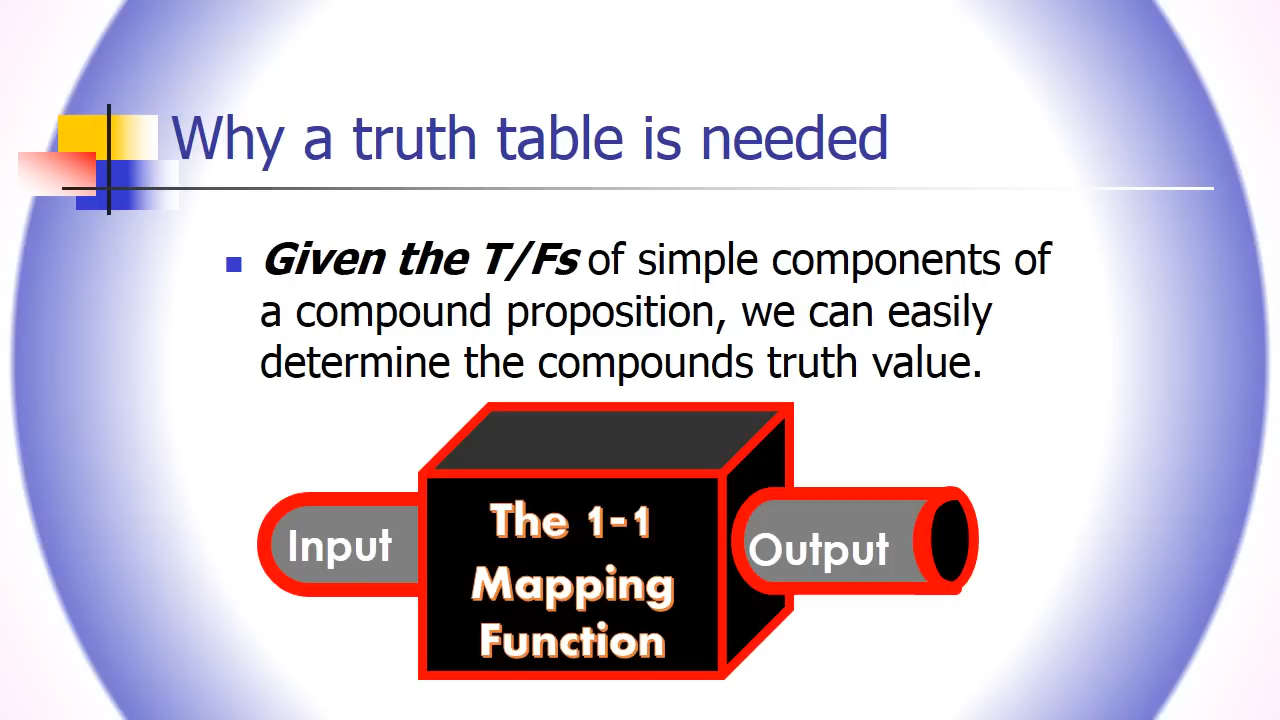 Why a truth table is needed
Given the T/Fs of simple components of
a compound proposition, we can easily
determine the compounds truth value.
Input
The 1-1
Mapping
Function
Output